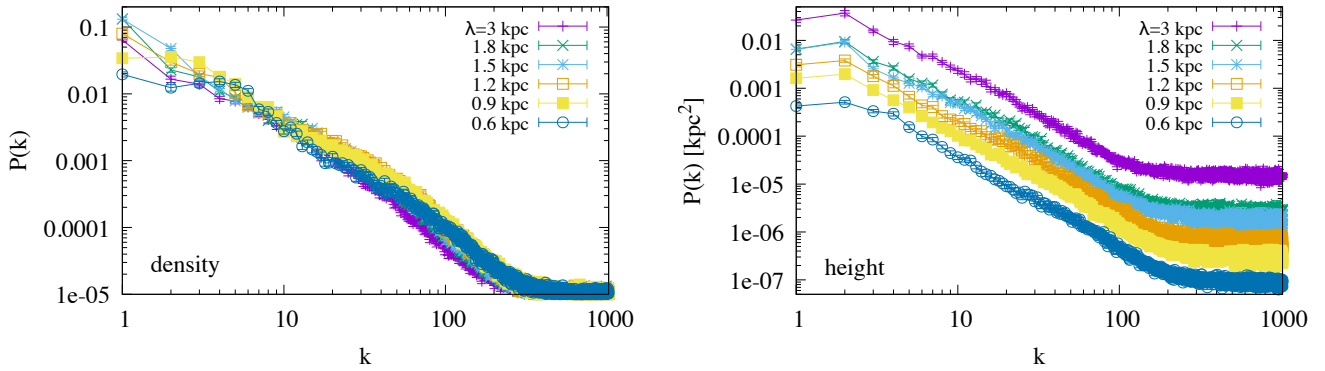 P(k)
0.1
0.01
0.001
0.0001
1e-05
1
10
100
1000
k
density
λ=3 kpc
1.8 kpc
1.5 kpc
1.2 kpc
0.9 kpc
0.6 kpc
P(k) [kpc²]
0.01
0.001
0.0001
1e-05
1e-06
1e-07
1
10
100
1000
k
height
λ=3 kpc
1.8 kpc
1.5 kpc
1.2 kpc
0.9 kpc
0.6 kpc